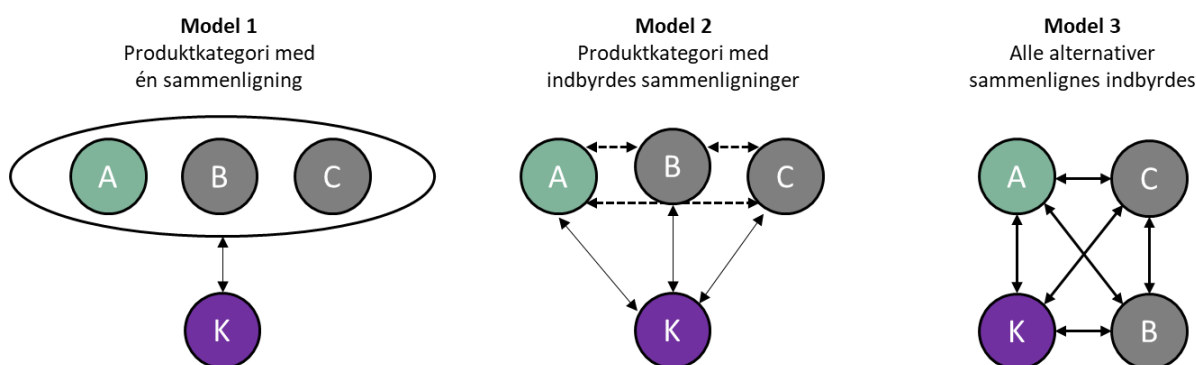 Model 1
Produktkategori med
én sammenligning
A
B
C
K
Model 2
Produktkategori med
indbyrdes sammenligninger
A
B
C
K
Model 3
Alle alternativer
sammenlignes indbyrdes
A
C
K
B